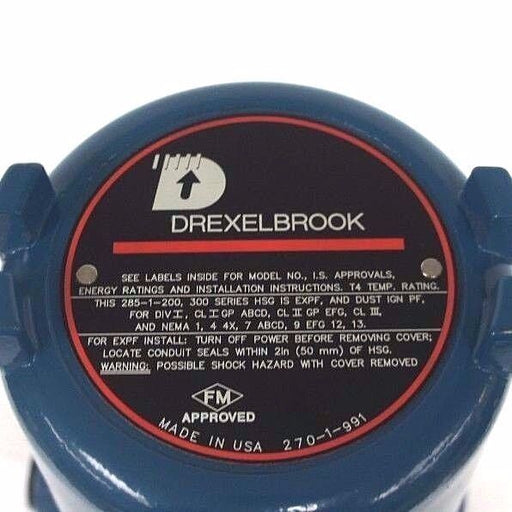 DREXELBROOK
SEE LABELS INSIDE FOR MODEL NO., I.S. APPROVALS,
ENERGY RATINGS AND INSTALLATION INSTRUCTIONS. T4 TEMP. RATING.
THIS 285-1-200, 300 SERIES HSG IS EXPF, AND DUST IGN PF,
FOR DIV I, CL I GP ABCD, CL II GP EFG, CL III,
AND NEMA 1, 4 4X, 7 ABCD, 9 EFG 12, 13.
FOR EXPF INSTALL: TURN OFF POWER BEFORE REMOVING COVER;
LOCATE CONDUIT SEALS WITHIN 2in (50 mm) OF HSG.
WARNING: POSSIBLE SHOCK HAZARD WITH COVER REMOVED
FM
APPROVED
MADE IN USA 270-1-991